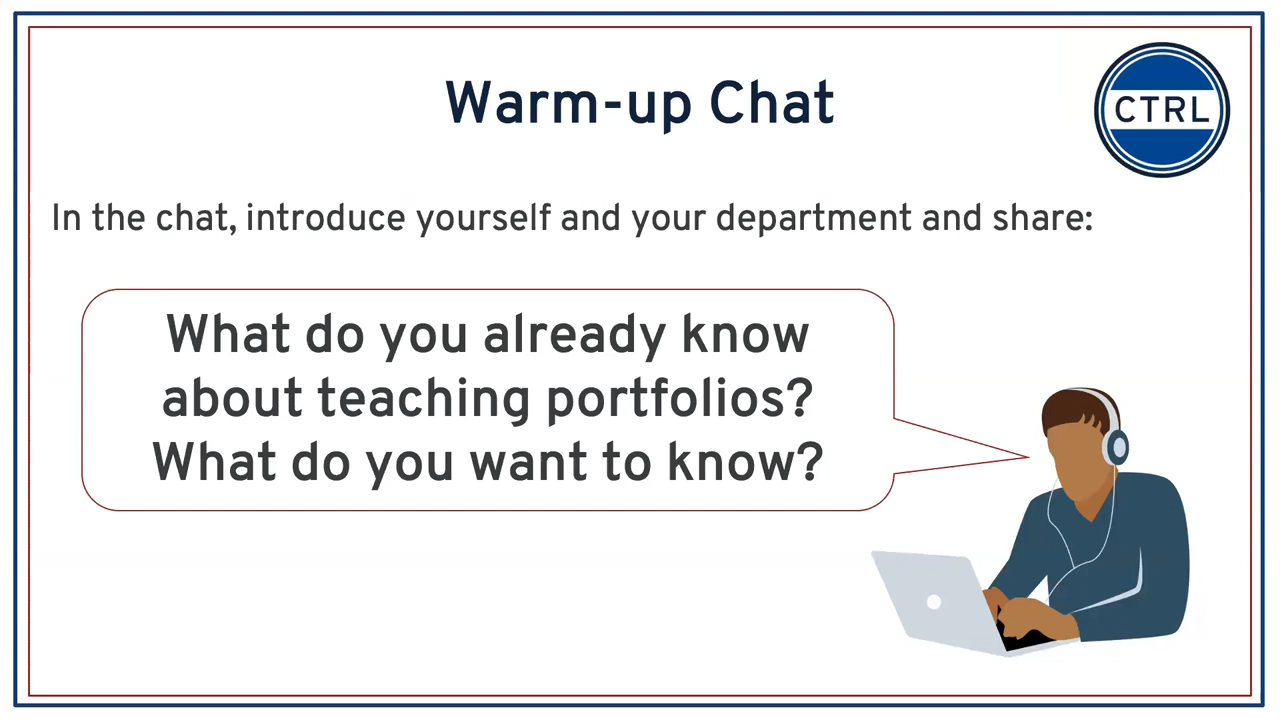 Warm-up Chat
CTRL
In the chat, introduce yourself and your department and share:
What do you already know
about teaching portfolios?
What do you want to know?